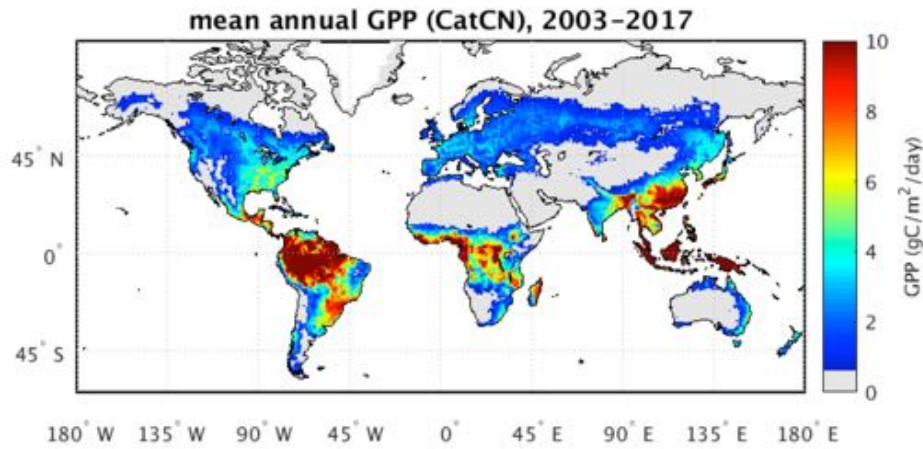 mean annual GPP (CatCN), 2003-2017
10
8
6
4
2
0
GPP (gC/m²/day)
45° N
0°
45° S
180° W 135° W 90° W 45° W 0° 45° E 90° E 135° E 180° E